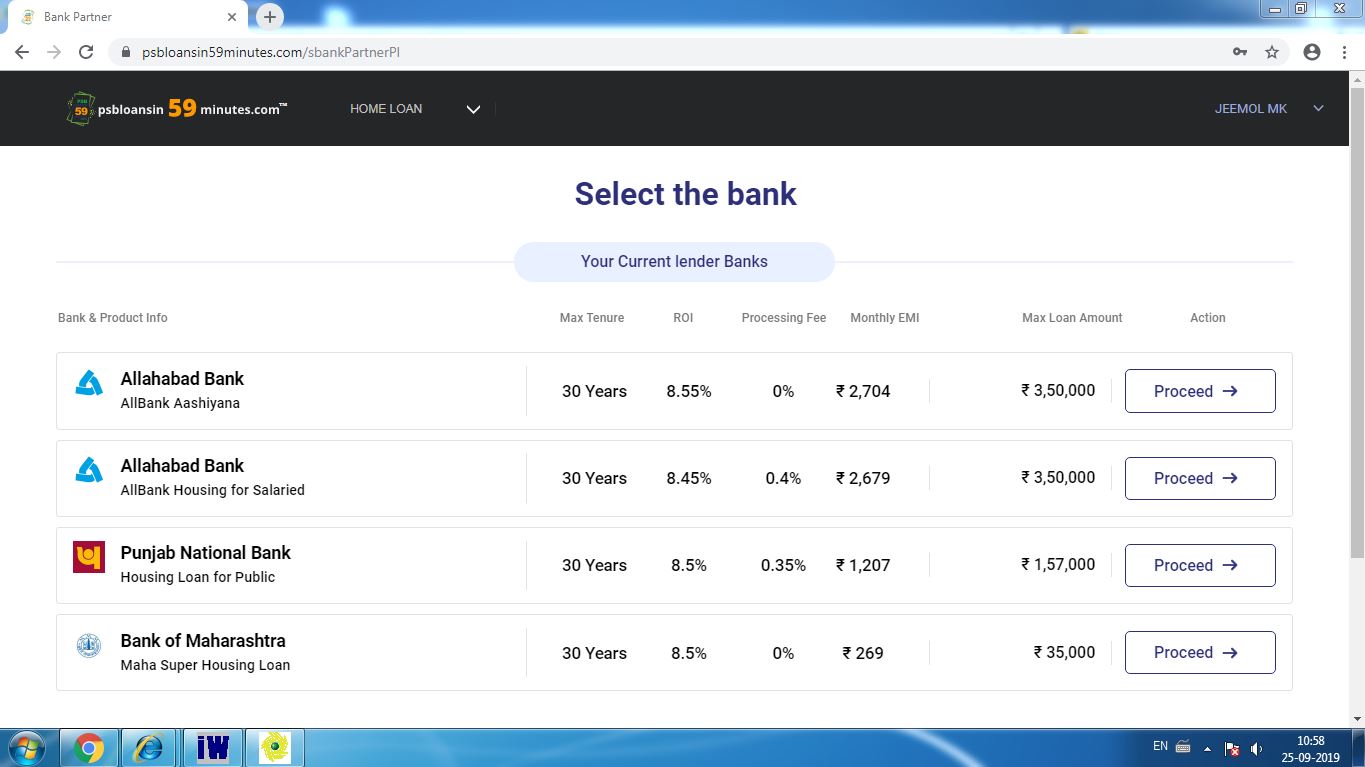 Bank Partner
psbloansin59minutes.com/sbankPartnerPl
PSB 59 psbloansin 59 minutes.com™
HOME LOAN
JEEMOL MK
Select the bank
Your Current lender Banks
Bank & Product Info Max Tenure ROI Processing Fee Monthly EMI Max Loan Amount Action
Allahabad Bank
AllBank Aashiyana
30 Years 8.55% 0% ₹ 2,704 ₹ 3,50,000 Proceed
Allahabad Bank
AllBank Housing for Salaried
30 Years 8.45% 0.4% ₹ 2,679 ₹ 3,50,000 Proceed
Punjab National Bank
Housing Loan for Public
30 Years 8.5% 0.35% ₹ 1,207 ₹ 1,57,000 Proceed
Bank of Maharashtra
Maha Super Housing Loan
30 Years 8.5% 0% ₹ 269 ₹ 35,000 Proceed
iW
EN
10:58
25-09-2019